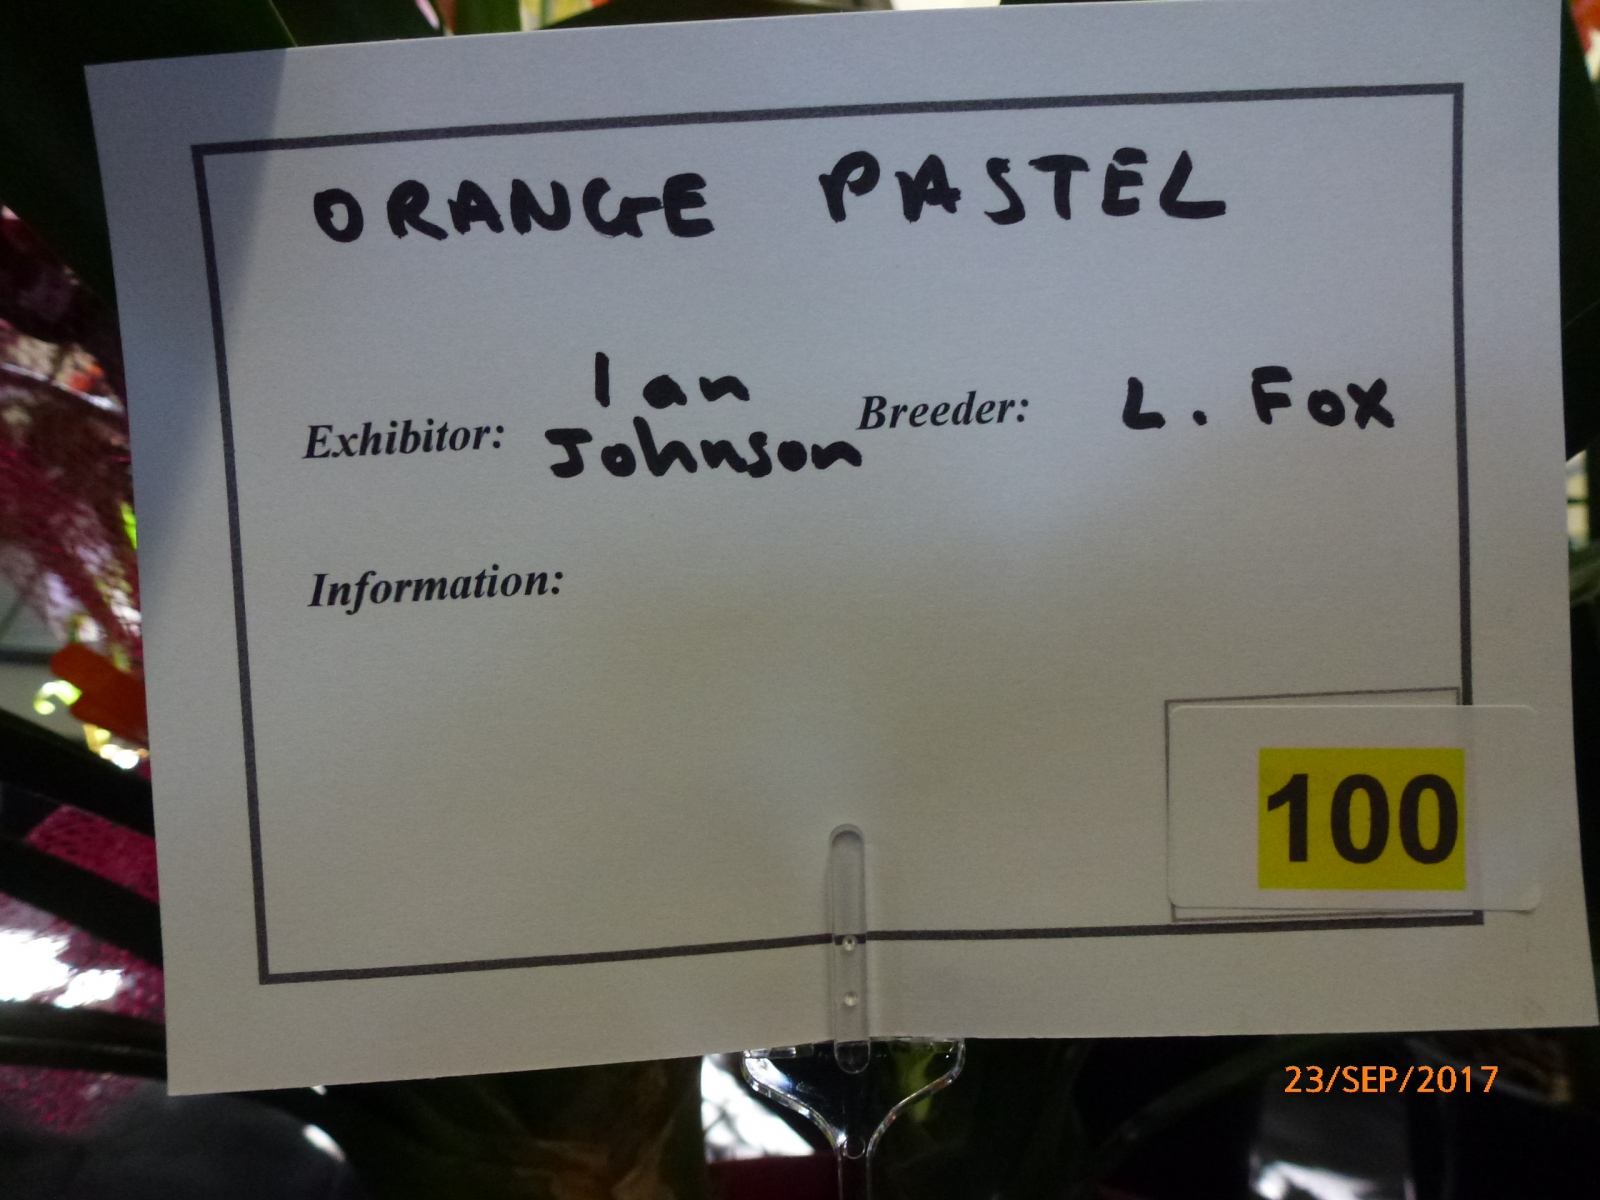 ORANGE PASTEL
Exhibitor: Ian Johnson
Breeder: L. Fox
Information:
100
23/SEP/2017